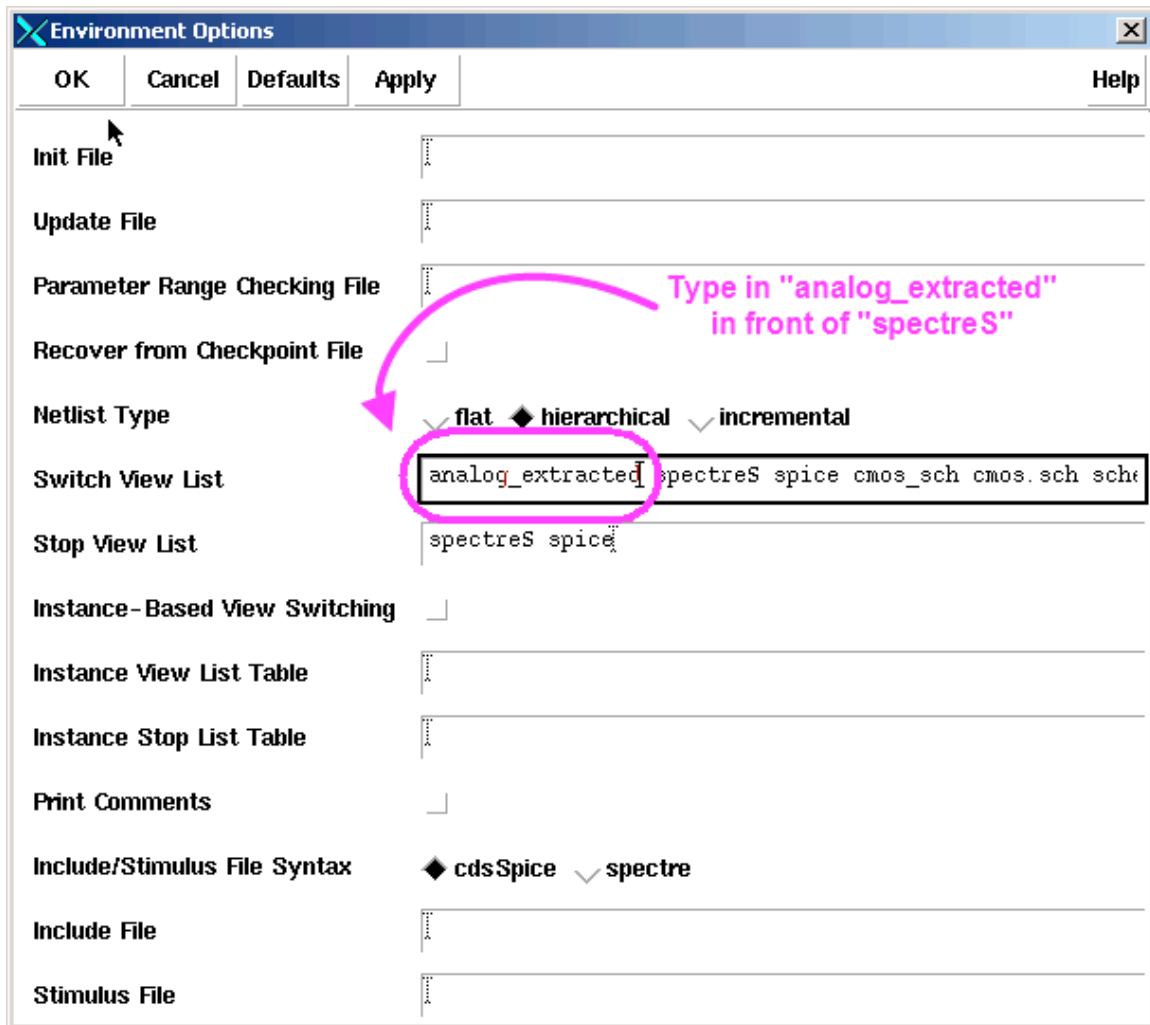 Environment Options
OK Cancel Defaults Apply Help
Init File
Update File
Parameter Range Checking File
Type in "analog_extracted"
in front of "spectreS"
Recover from Checkpoint File
Netlist Type flat hierarchical incremental
Switch View List analog_extracted spectreS spice cmos_sch cmos.sch sche
Stop View List spectreS spice
Instance-Based View Switching
Instance View List Table
Instance Stop List Table
Print Comments
Include/Stimulus File Syntax cdsSpice spectre
Include File
Stimulus File